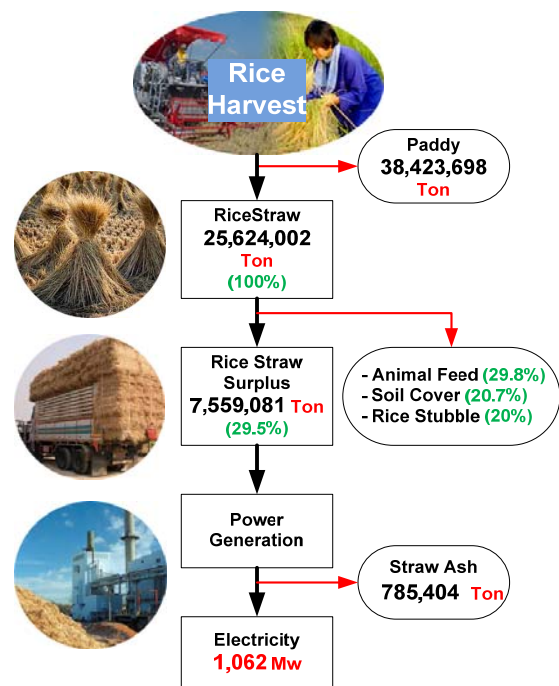 Rice
Harvest
Paddy
38,423,698
Ton
RiceStraw
25,624,002
Ton
(100%)
Rice Straw
Surplus
7,559,081 Ton
(29.5%)
- Animal Feed (29.8%)
- Soil Cover (20.7%)
- Rice Stubble (20%)
Power
Generation
Straw Ash
785,404 Ton
Electricity
1,062 Mw